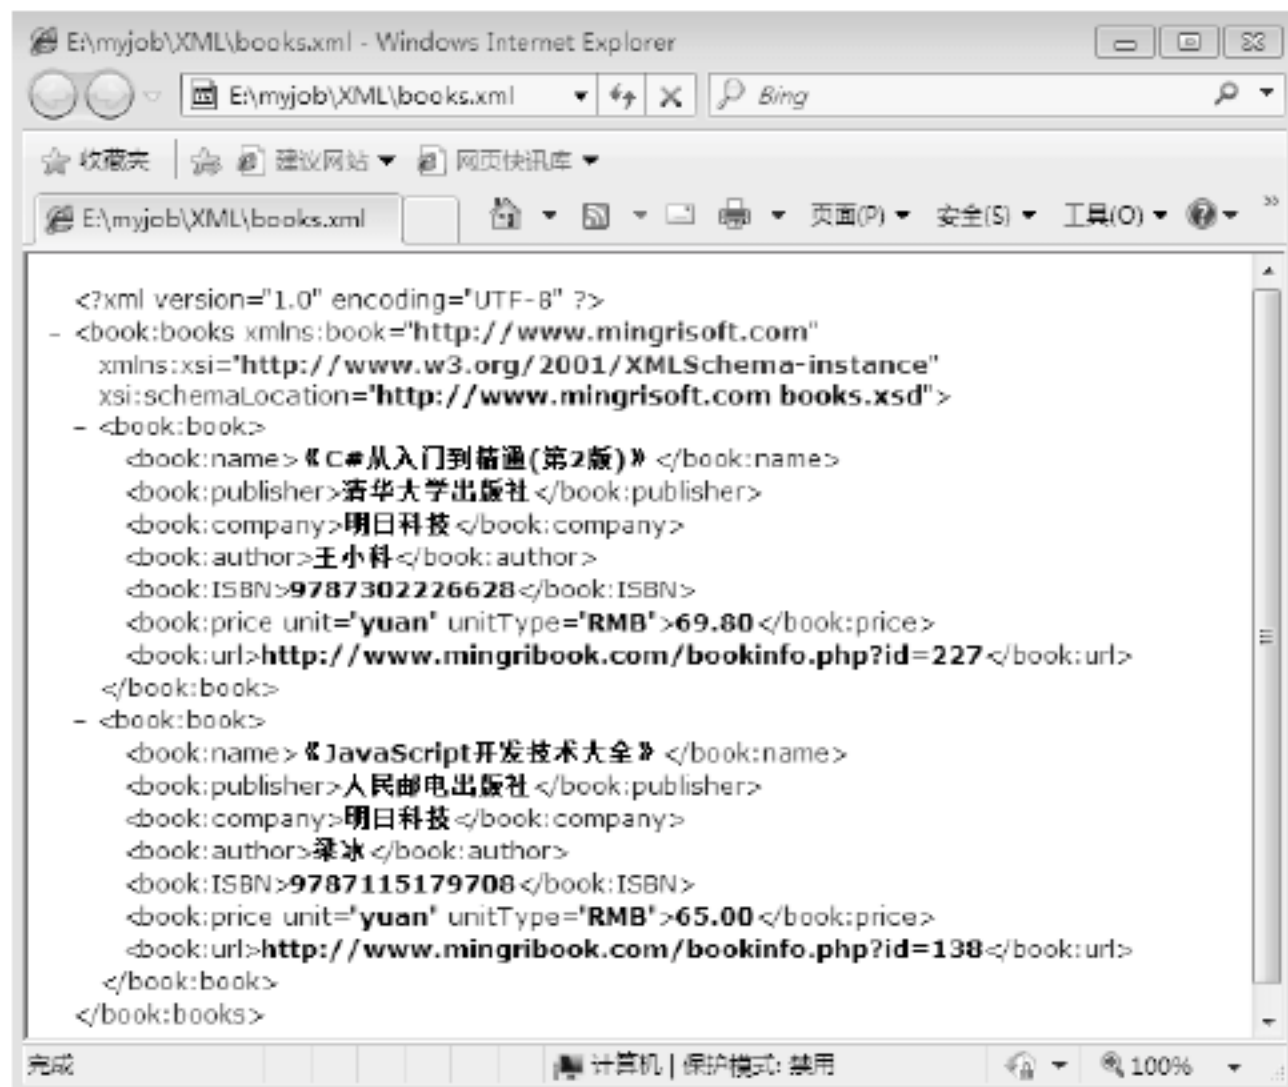 E:\myjob\XML\books.xml - Windows Internet Explorer
E:\myjob\XML\books.xml Bing
收藏夹 建议网站 网页快讯库
E:\myjob\XML\books.xml 页面(P) 安全(S) 工具(O) »
<?xml version="1.0" encoding="UTF-8" ?>
- <book:books xmlns:book="http://www.mingrisoft.com"
xmlns:xsi="http://www.w3.org/2001/XMLSchema-instance"
xsi:schemaLocation="http://www.mingrisoft.com books.xsd">
- <book:book>
<book:name>《C#从入门到精通(第2版)》</book:name>
<book:publisher>清华大学出版社</book:publisher>
<book:company>明日科技</book:company>
<book:author>王小科</book:author>
<book:ISBN>9787302226628</book:ISBN>
<book:price unit="yuan" unitType="RMB">69.80</book:price>
<book:url>http://www.mingribook.com/bookinfo.php?id=227</book:url>
</book:book>
- <book:book>
<book:name>《JavaScript开发技术大全》</book:name>
<book:publisher>人民邮电出版社</book:publisher>
<book:company>明日科技</book:company>
<book:author>梁冰</book:author>
<book:ISBN>9787115179708</book:ISBN>
<book:price unit="yuan" unitType="RMB">65.00</book:price>
<book:url>http://www.mingribook.com/bookinfo.php?id=138</book:url>
</book:book>
</book:books>
完成 计算机 | 保护模式: 禁用 100%